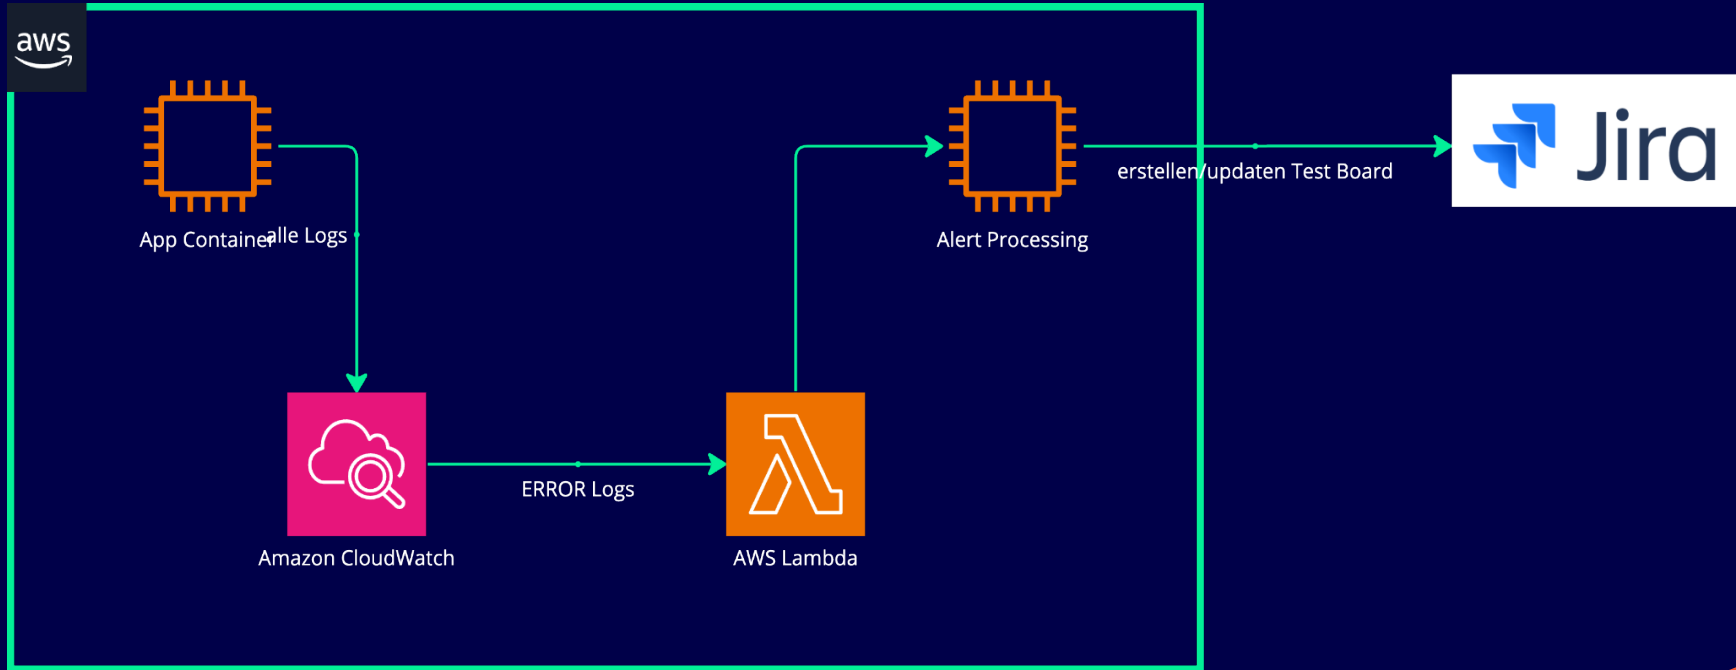 aws
Jira
erstellen/updaten Test Board
App Container
alle Logs
Alert Processing
ERROR Logs
Amazon CloudWatch
AWS Lambda